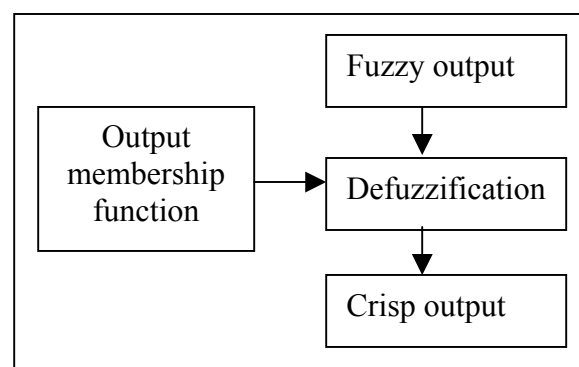 Fuzzy output
Output
membership
function
Defuzzification
Crisp output